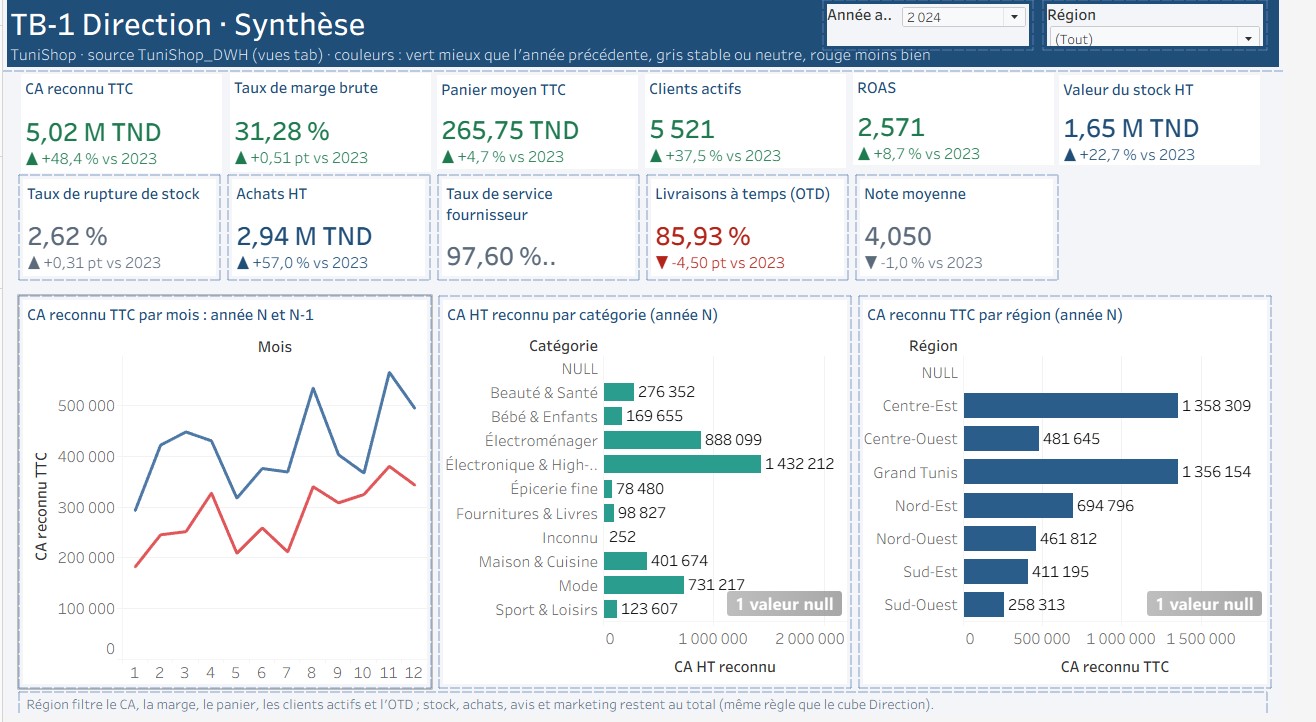 TB-1 Direction · Synthèse
Année a.. 2 024
Région
(Tout)
TuniShop · source TuniShop_DWH (vues tab) · couleurs : vert mieux que l'année précédente, gris stable ou neutre, rouge moins bien
CA reconnu TTC
5,02 M TND
▲ +48,4 % vs 2023
Taux de marge brute
31,28 %
▲ +0,51 pt vs 2023
Panier moyen TTC
265,75 TND
▲ +4,7 % vs 2023
Clients actifs
5 521
▲ +37,5 % vs 2023
ROAS
2,571
▲ +8,7 % vs 2023
Valeur du stock HT
1,65 M TND
▲ +22,7 % vs 2023
Taux de rupture de stock
2,62 %
▲ +0,31 pt vs 2023
Achats HT
2,94 M TND
▲ +57,0 % vs 2023
Taux de service
fournisseur
97,60 %..
Livraisons à temps (OTD)
85,93 %
▼ -4,50 pt vs 2023
Note moyenne
4,050
▼ -1,0 % vs 2023
CA reconnu TTC par mois : année N et N-1
Mois
CA reconnu TTC
500 000
400 000
300 000
200 000
100 000
0
1 2 3 4 5 6 7 8 9 10 11 12
CA HT reconnu par catégorie (année N)
Catégorie
NULL
Beauté & Santé 276 352
Bébé & Enfants 169 655
Électroménager 888 099
Électronique & High-.. 1 432 212
Épicerie fine 78 480
Fournitures & Livres 98 827
Inconnu 252
Maison & Cuisine 401 674
Mode 731 217
Sport & Loisirs 123 607
1 valeur null
0 1 000 000 2 000 000
CA HT reconnu
CA reconnu TTC par région (année N)
Région
NULL
Centre-Est 1 358 309
Centre-Ouest 481 645
Grand Tunis 1 356 154
Nord-Est 694 796
Nord-Ouest 461 812
Sud-Est 411 195
Sud-Ouest 258 313
1 valeur null
0 500 000 1 000 000 1 500 000
CA reconnu TTC
Région filtre le CA, la marge, le panier, les clients actifs et l'OTD ; stock, achats, avis et marketing restent au total (même règle que le cube Direction).